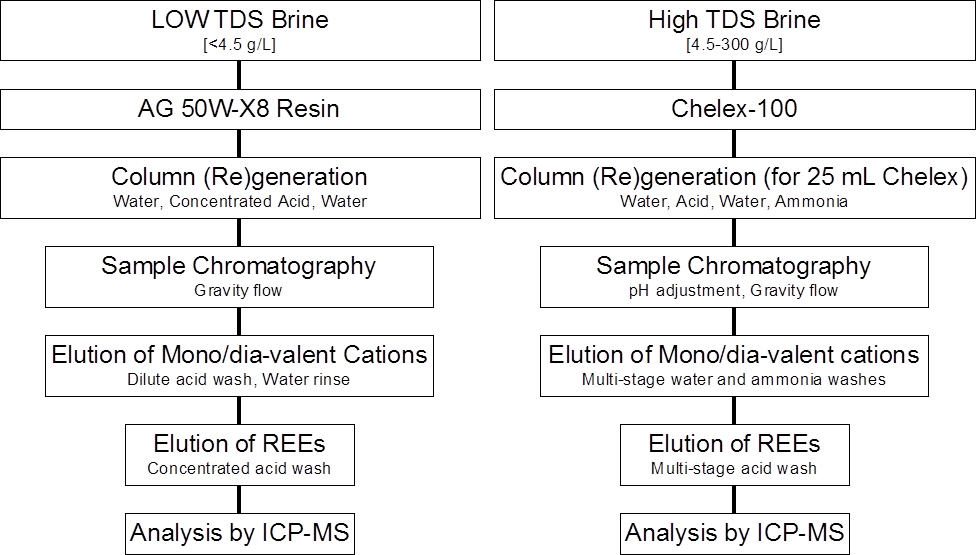 LOW TDS Brine
[<4.5 g/L]
AG 50W-X8 Resin
Column (Re)generation
Water, Concentrated Acid, Water
Sample Chromatography
Gravity flow
Elution of Mono/dia-valent Cations
Dilute acid wash, Water rinse
Elution of REEs
Concentrated acid wash
Analysis by ICP-MS
High TDS Brine
[4.5-300 g/L]
Chelex-100
Column (Re)generation (for 25 mL Chelex)
Water, Acid, Water, Ammonia
Sample Chromatography
pH adjustment, Gravity flow
Elution of Mono/dia-valent cations
Multi-stage water and ammonia washes
Elution of REEs
Multi-stage acid wash
Analysis by ICP-MS